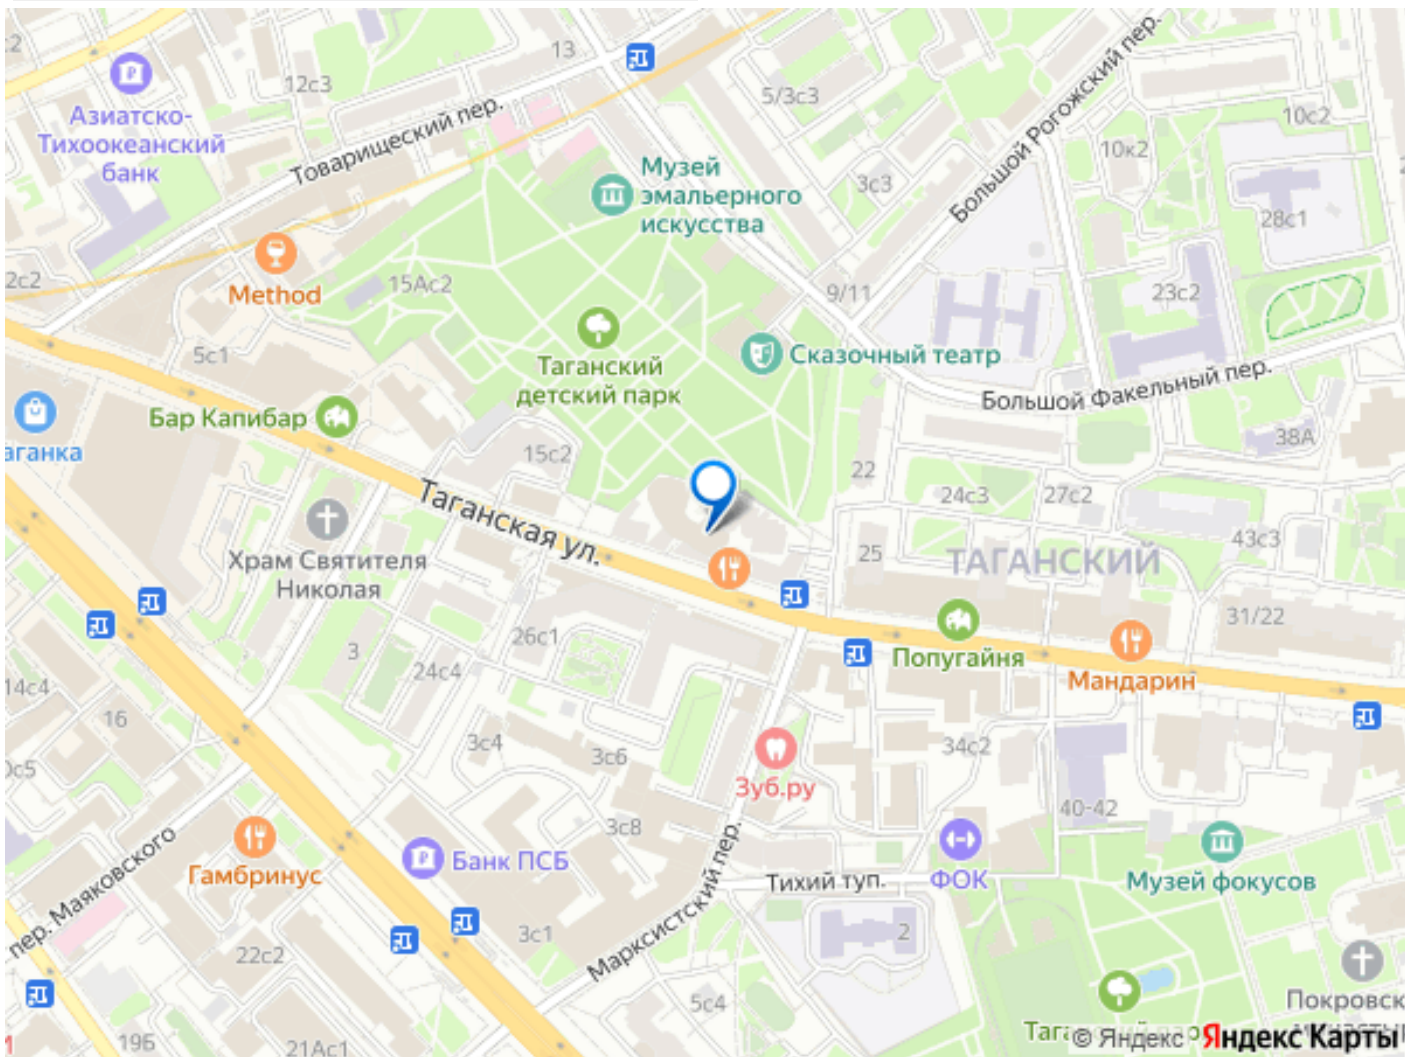 13
12с3
5/3с3
10с2
Азиатско-
Тихоокеанский
банк
Товарищеский пер.
Большой Рогожский пер.
10к2
Музей
эмальерного
искусства
3с3
28с1
2с2
15Ас2
Method
9/11
23с2
5с1
Таганский
детский парк
Сказочный театр
Большой Факельный пер.
Бар Капибар
38А
аганка
15с2
22
24с3
27с2
Таганская ул.
Храм Святителя
Николая
25
ТАГАНСКИЙ
43с3
26с1
31/22
3
24с4
Попугайня
Мандарин
14с4
16
3с4
3с6
34с2
0с5
Зуб.ру
40-42
3с8
пер. Маяковского
Гамбринус
Банк ПСБ
Марксистский пер.
Тихий туп.
ФОК
Музей фокусов
3с1
2
22с2
5с4
Покровск
19Б
21Ас1
© Яндекс
Яндекс Карты